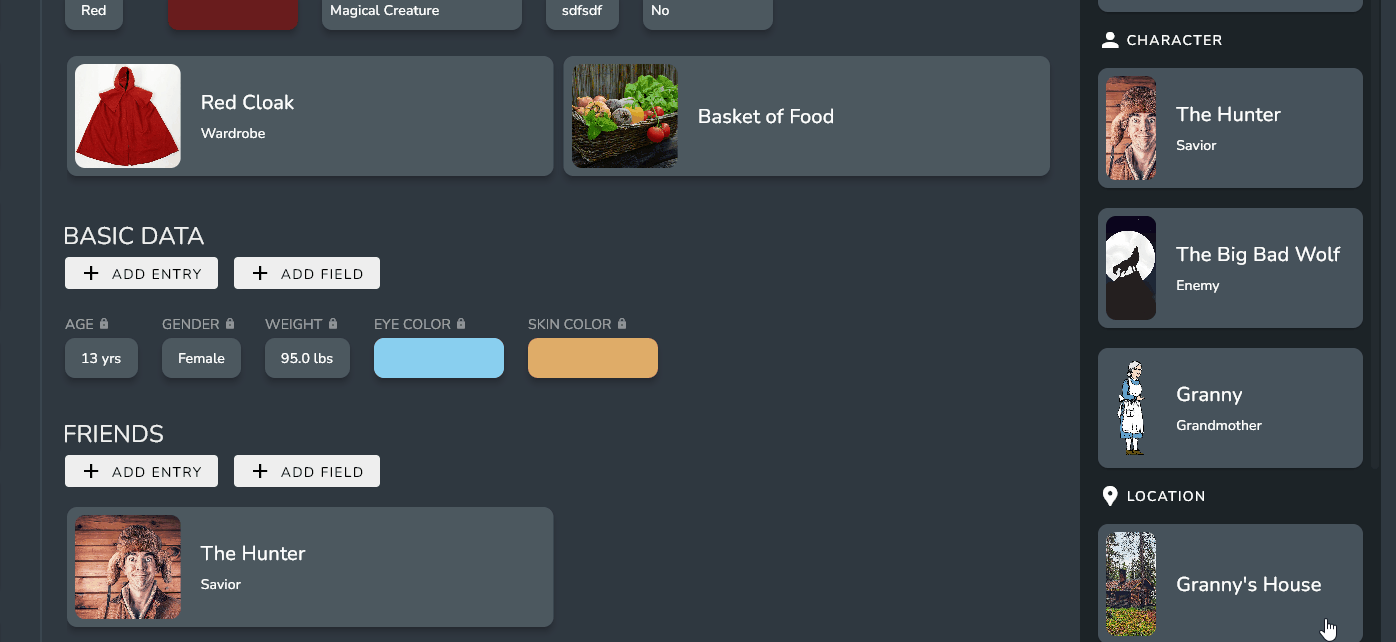 Red
Magical Creature
sdfsdf
No
Red Cloak
Wardrobe
Basket of Food
BASIC DATA
+ ADD ENTRY
+ ADD FIELD
AGE
GENDER
WEIGHT
EYE COLOR
SKIN COLOR
13 yrs
Female
95.0 lbs
FRIENDS
+ ADD ENTRY
+ ADD FIELD
The Hunter
Savior
CHARACTER
The Hunter
Savior
The Big Bad Wolf
Enemy
Granny
Grandmother
LOCATION
Granny's House